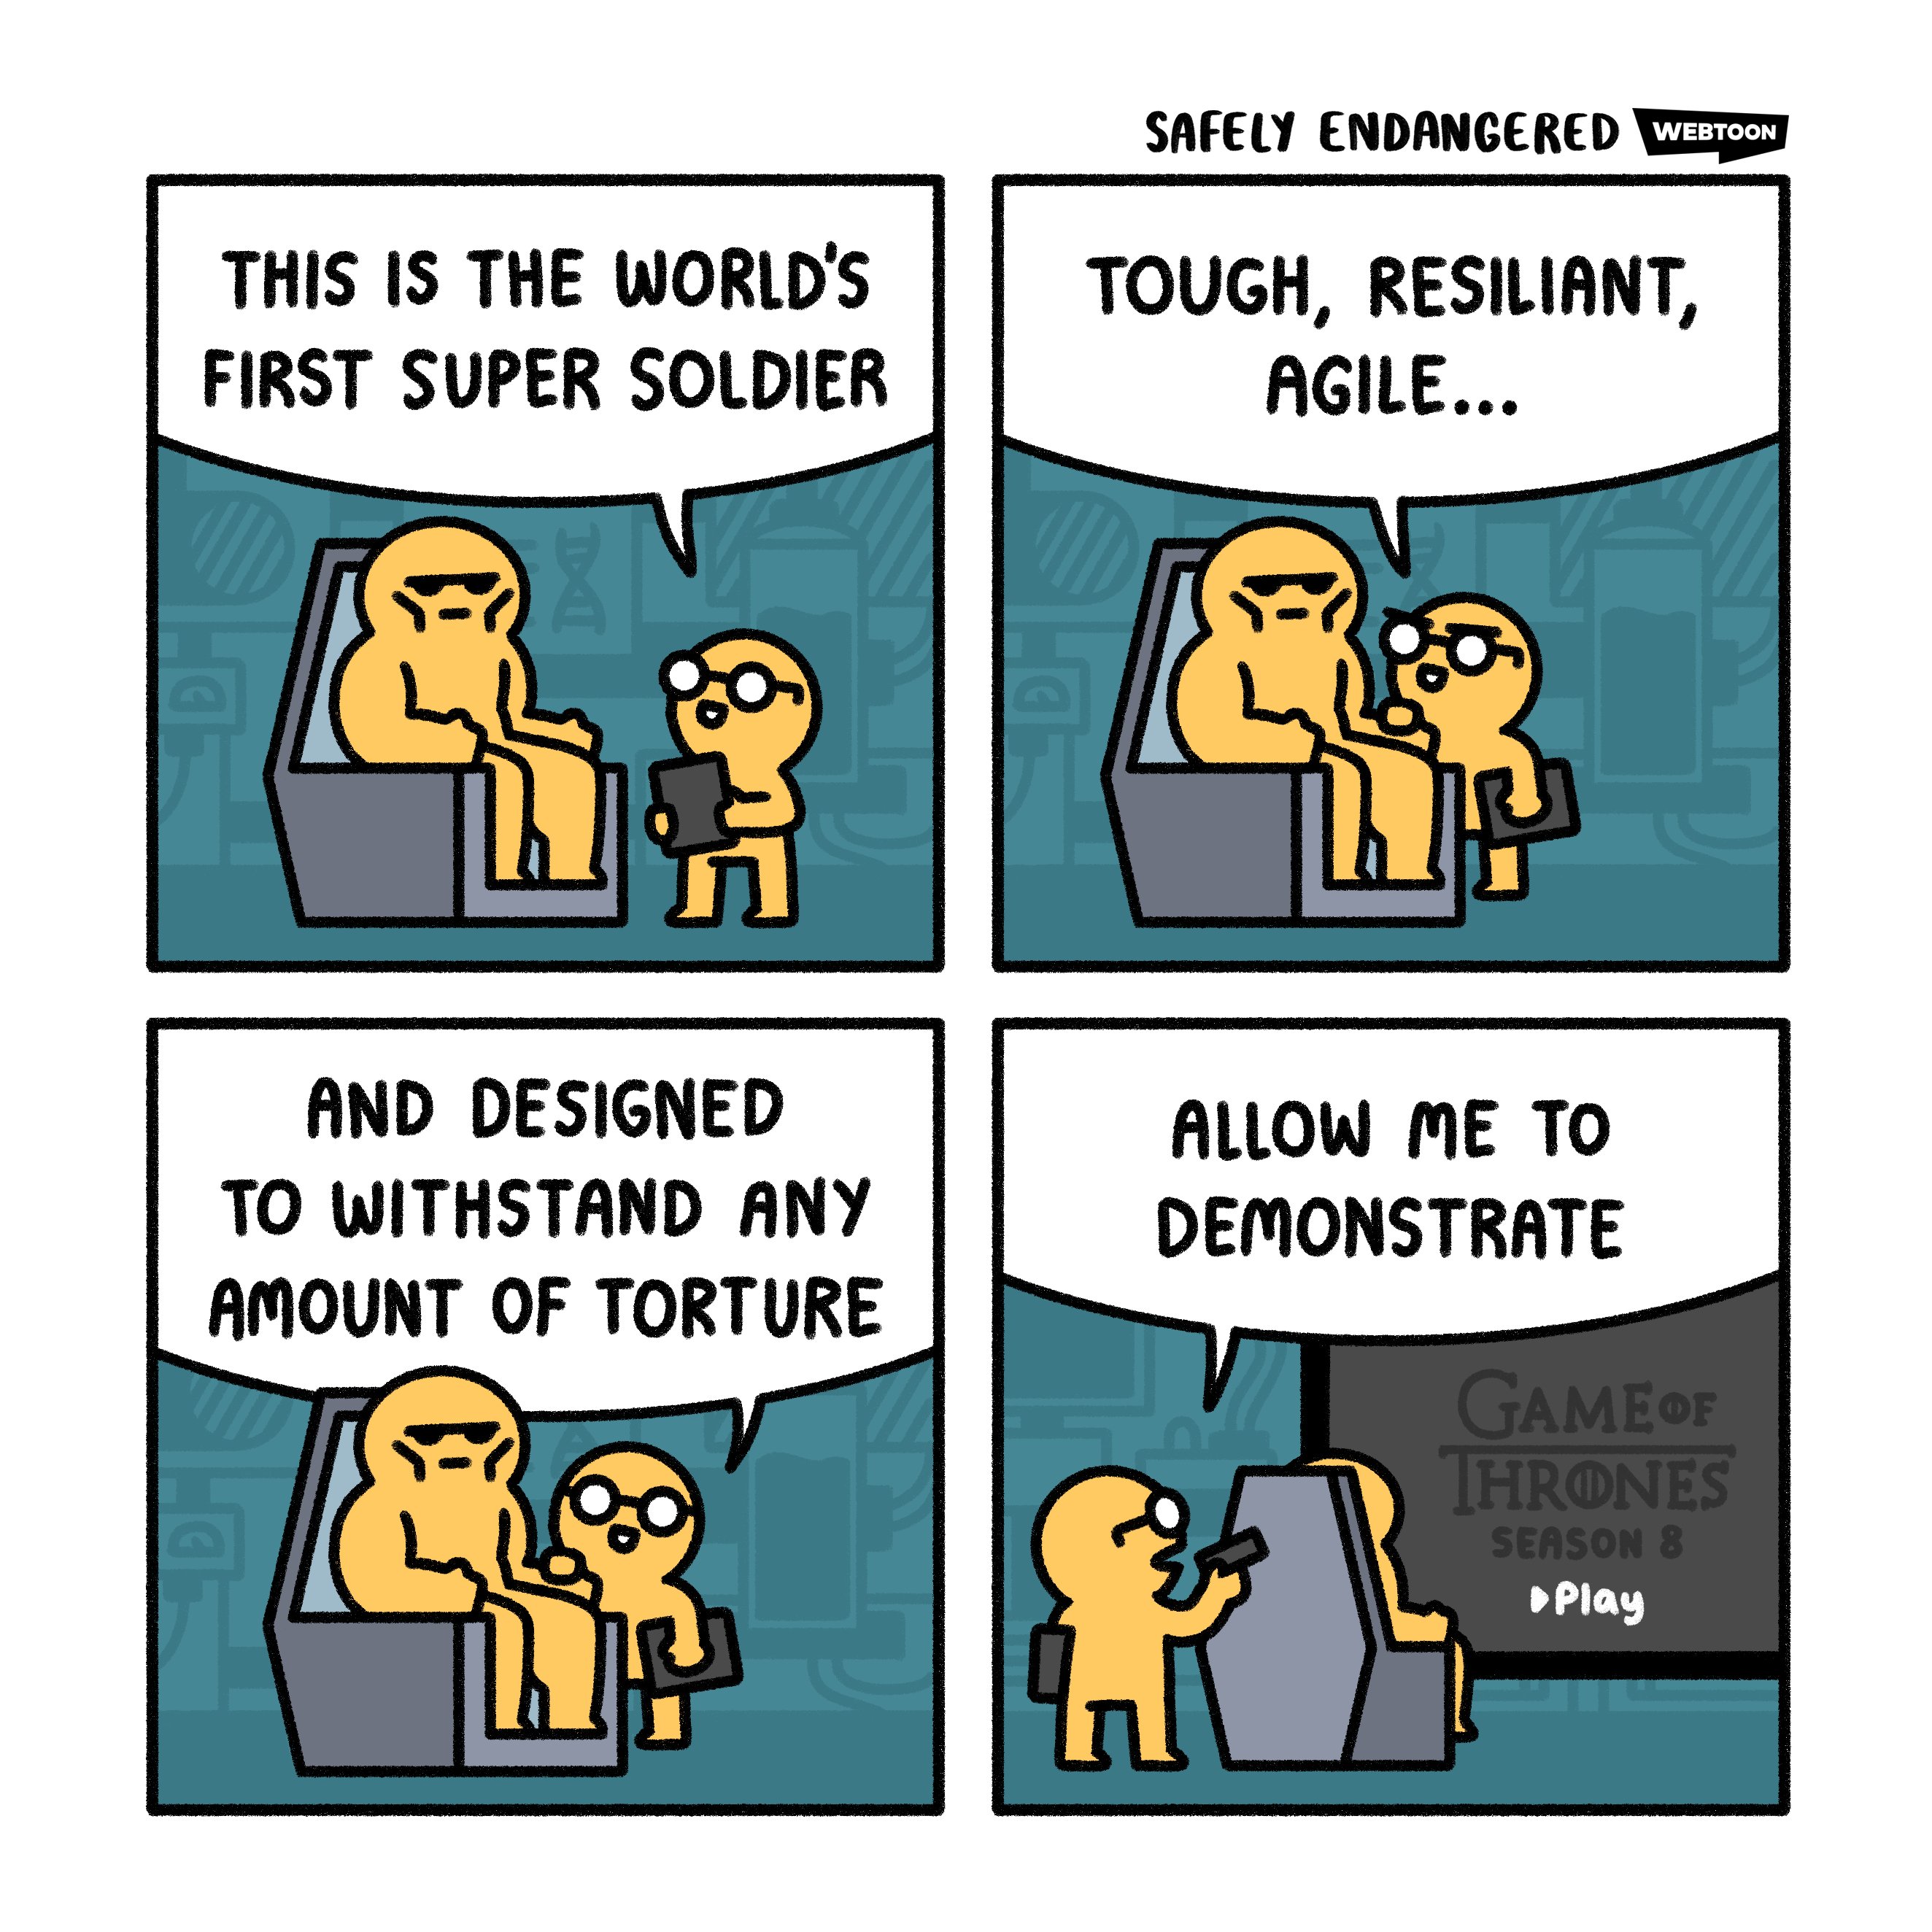 SAFELY ENDANGERED WEBTOON
THIS IS THE WORLD'S
FIRST SUPER SOLDIER
TOUGH, RESILIANT,
AGILE...
AND DESIGNED
TO WITHSTAND ANY
AMOUNT OF TORTURE
ALLOW ME TO
DEMONSTRATE
GAME OF
THRONES
SEASON 8
Play